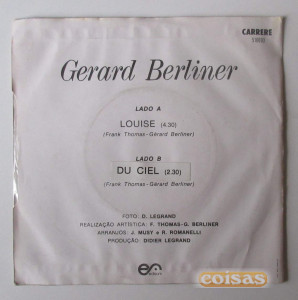 CARRERE
Gerard Berliner
LADO A
LOUISE (4.30)
(Frank Thomas-Gérard Berliner)
LADO B
DU CIEL (2.30)
(Frank Thomas-Gérard Berliner)
FOTO: D. LEGRAND
REALIZAÇÃO ARTÍSTICA: F. THOMAS-G. BERLINER
ARRANJOS: J. MUSY e R. ROMANELLI
PRODUÇÃO: DIDIER LEGRAND
coisas